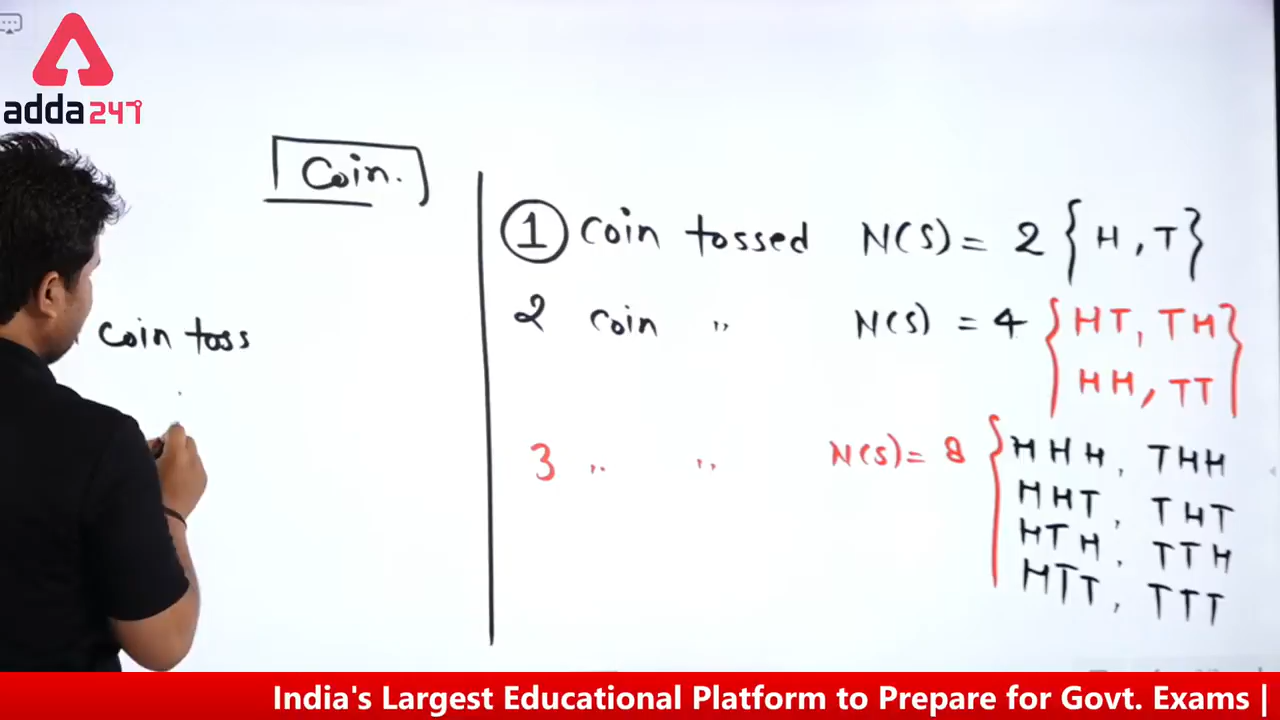 adda247
Coin.
1 Coin tossed N(S) = 2 { H , T }
2 coin " N(S) = 4 { HT, TH
HH, TT }
coin toss
3 " " N(S) = 8 { HHH, THH
HHT, THT
HTH, TTH
HTT, TTT
India's Largest Educational Platform to Prepare for Govt. Exams |